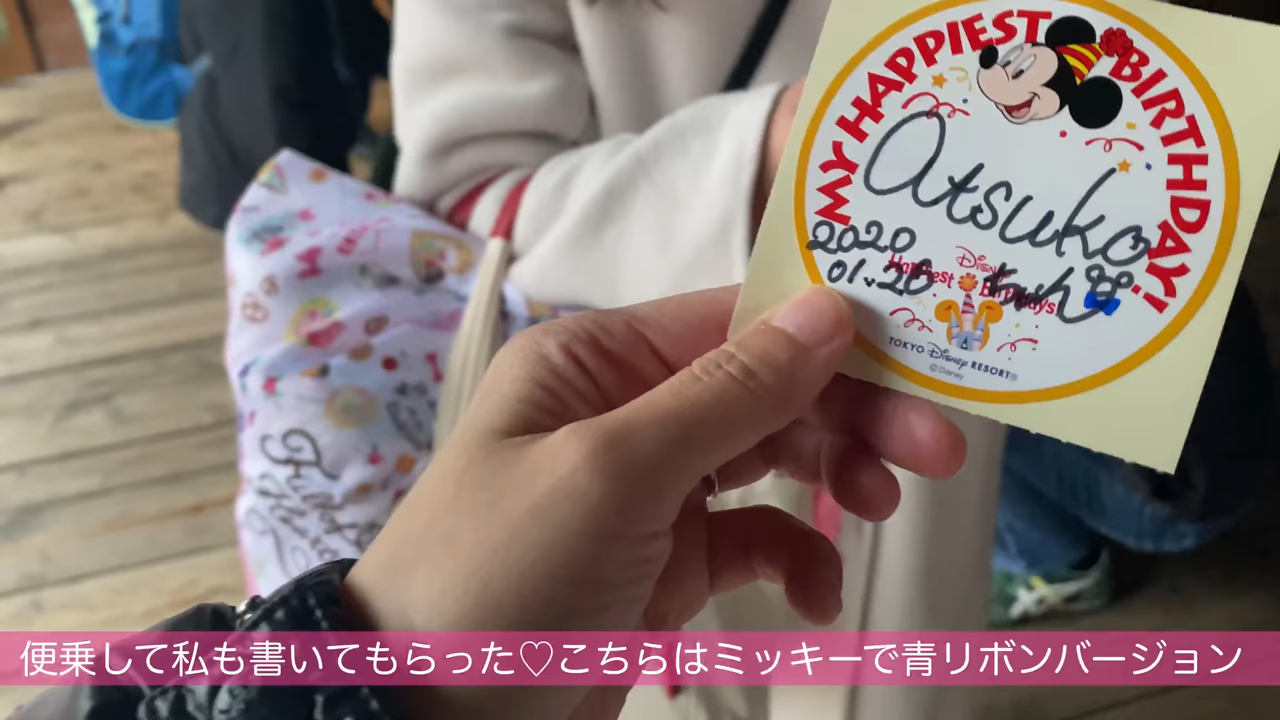 MY HAPPIEST BIRTHDAY!
Atsuko
2020
01.20
Disney
Happiest Birthdays
TOKYO Disney RESORT®
©Disney
便乗して私も書いてもらった♡こちらはミッキーで青リボンバージョン